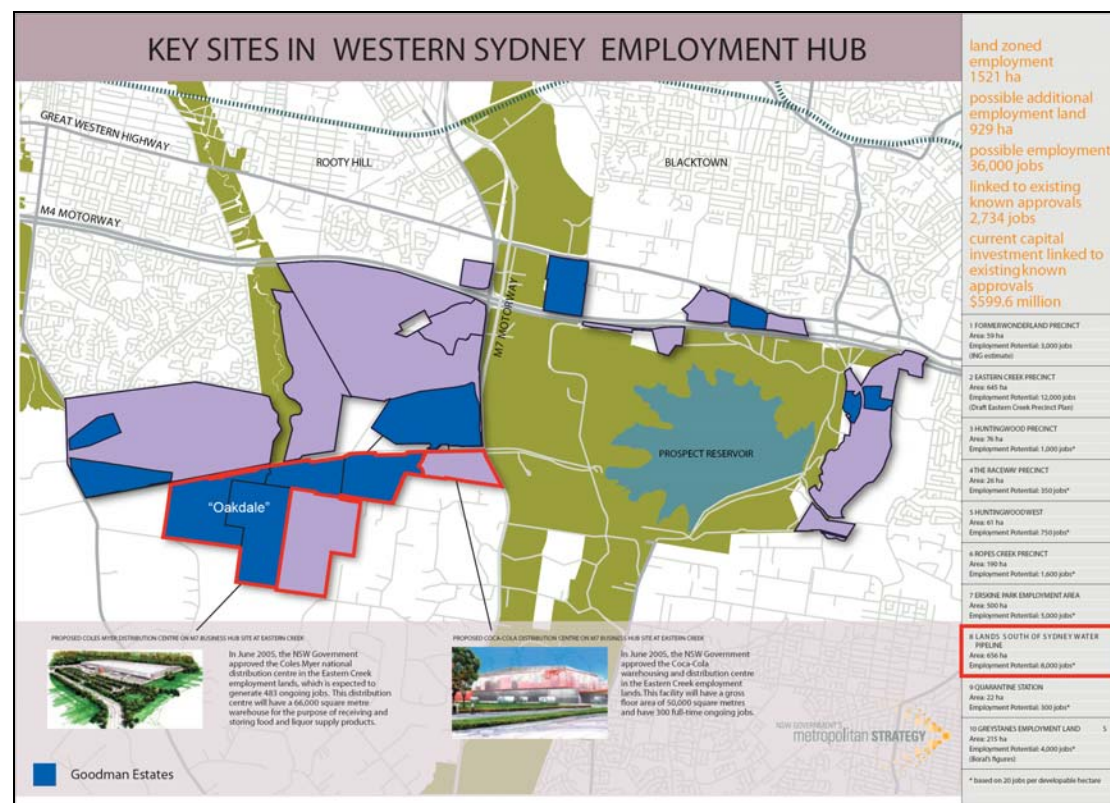 KEY SITES IN WESTERN SYDNEY EMPLOYMENT HUB
GREAT WESTERN HIGHWAY
ROOTY HILL
BLACKTOWN
M4 MOTORWAY
M7 MOTORWAY
PROSPECT RESERVOIR
"Oakdale"
PROPOSED COLES MYER DISTRIBUTION CENTRE ON M7 BUSINESS HUB SITE AT EASTERN CREEK
In June 2005, the NSW Government
approved the Coles Myer national
distribution centre in the Eastern Creek
employment lands, which is expected to
generate 483 ongoing jobs. This distribution
centre will have a 66,000 square metre
warehouse for the purpose of receiving and
storing food and liquor supply products.
PROPOSED COCA-COLA DISTRIBUTION CENTRE ON M7 BUSINESS HUB SITE AT EASTERN CREEK
In June 2005, the NSW Government
approved the Coca-Cola
warehousing and distribution centre
in the Eastern Creek employment
lands. This facility will have a gross
floor area of 50,000 square metres
and have 300 full-time ongoing jobs.
NSW GOVERNMENT'S
metropolitan STRATEGY
Goodman Estates
land zoned
employment
1521 ha
possible additional
employment land
929 ha
possible employment
36,000 jobs
linked to existing
known approvals
2,734 jobs
current capital
investment linked to
existingknown
approvals
$599.6 million
1 FORMER WONDERLAND PRECINCT
Area: 59 ha
Employment Potential: 3,000 jobs
(ING estimate)
2 EASTERN CREEK PRECINCT
Area: 645 ha
Employment Potential: 12,000 jobs
(Draft Eastern Creek Precinct Plan)
3 HUNTINGWOOD PRECINCT
Area: 76 ha
Employment Potential: 1,000 jobs*
4 THE RACEWAY PRECINCT
Area: 26 ha
Employment Potential: 350 jobs*
5 HUNTINGWOOD WEST
Area: 61 ha
Employment Potential: 750 jobs*
6 ROPES CREEK PRECINCT
Area: 190 ha
Employment Potential: 1,600 jobs*
7 ERSKINE PARK EMPLOYMENT AREA
Area: 500 ha
Employment Potential: 5,000 jobs*
8 LANDS SOUTH OF SYDNEY WATER
PIPELINE
Area: 656 ha
Employment Potential: 8,000 jobs*
9 QUARANTINE STATION
Area: 22 ha
Employment Potential: 300 jobs*
10 GREYSTANES EMPLOYMENT LAND S
Area: 215 ha
Employment Potential: 4,000 jobs*
(Boral's figures)
* based on 20 jobs per developable hectare